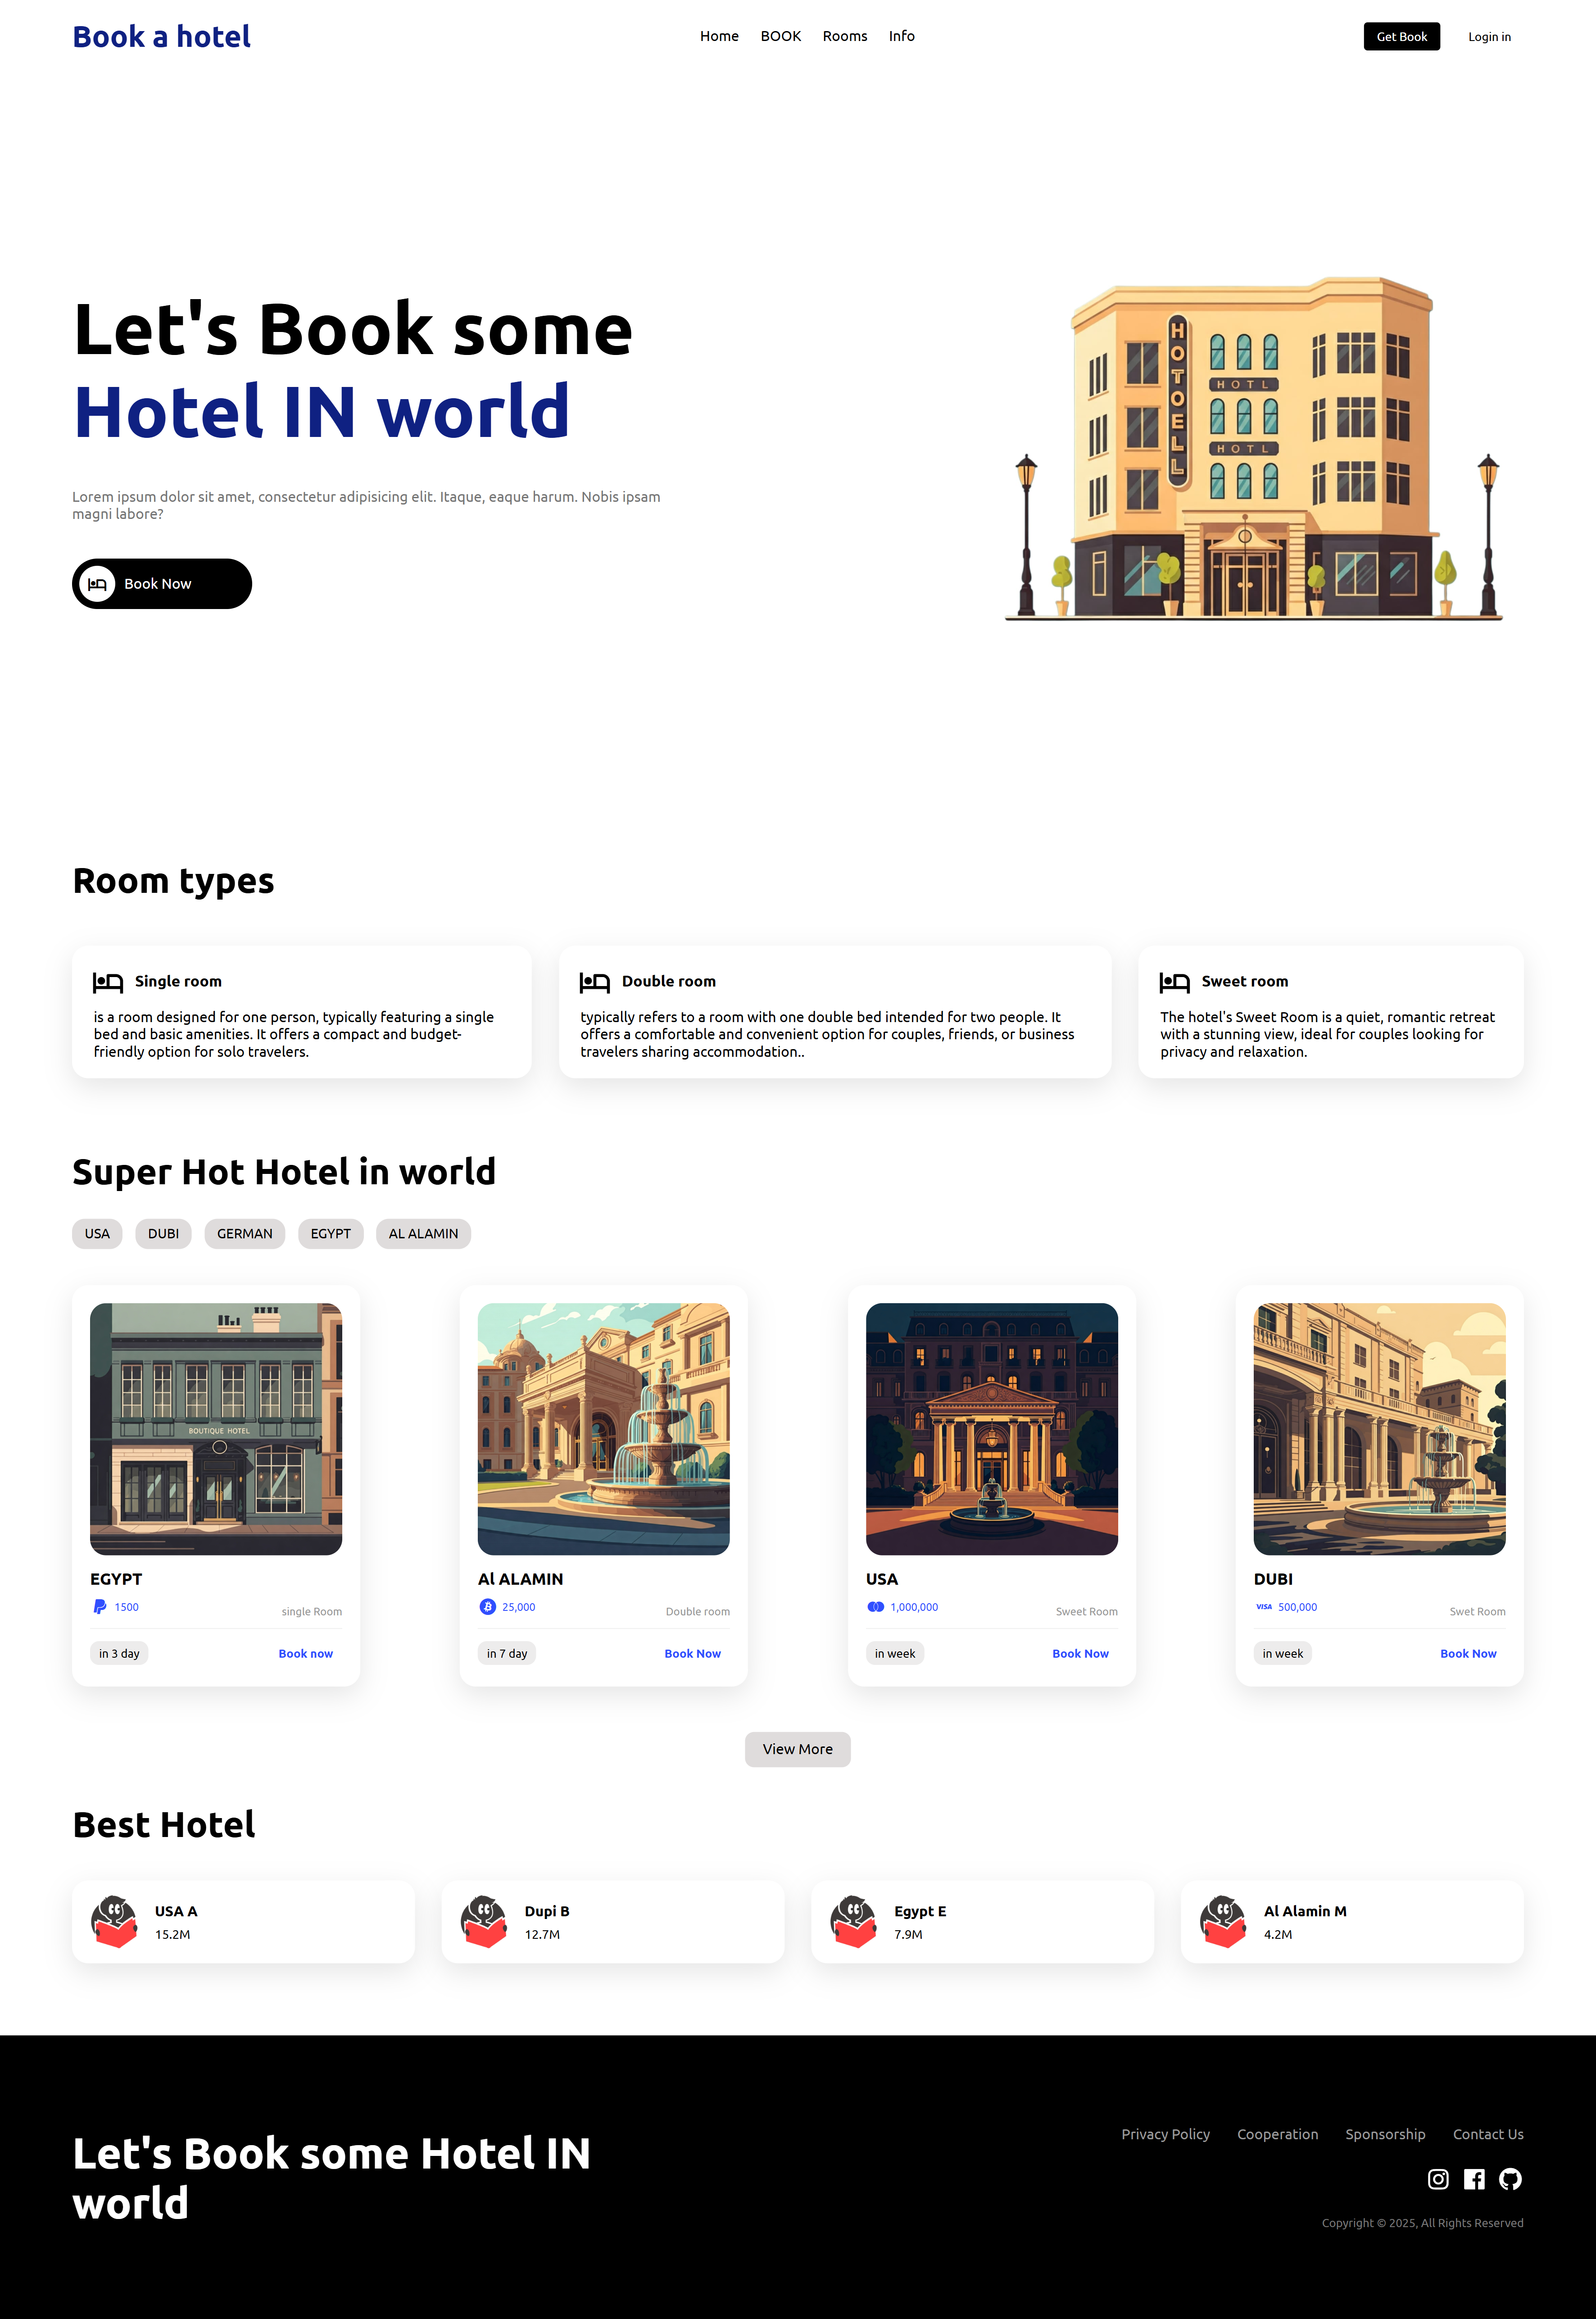 Book a hotel
Home BOOK Rooms Info
Get Book Login in
Let's Book some
Hotel IN world
Lorem ipsum dolor sit amet, consectetur adipisicing elit. Itaque, eaque harum. Nobis ipsam
magni labore?
Book Now
HOTOELL
HOTL
HOTL
Room types
Single room
is a room designed for one person, typically featuring a single
bed and basic amenities. It offers a compact and budget-
friendly option for solo travelers.
Double room
typically refers to a room with one double bed intended for two people. It
offers a comfortable and convenient option for couples, friends, or business
travelers sharing accommodation..
Sweet room
The hotel's Sweet Room is a quiet, romantic retreat
with a stunning view, ideal for couples looking for
privacy and relaxation.
Super Hot Hotel in world
USA DUBI GERMAN EGYPT AL ALAMIN
BOUTIQUE HOTEL
EGYPT
1500
single Room
in 3 day
Book now
Al ALAMIN
25,000
Double room
in 7 day
Book Now
USA
1,000,000
Sweet Room
in week
Book Now
DUBI
VISA 500,000
Swet Room
in week
Book Now
View More
Best Hotel
USA A
15.2M
Dupi B
12.7M
Egypt E
7.9M
Al Alamin M
4.2M
Let's Book some Hotel IN
world
Privacy Policy Cooperation Sponsorship Contact Us
Copyright © 2025, All Rights Reserved